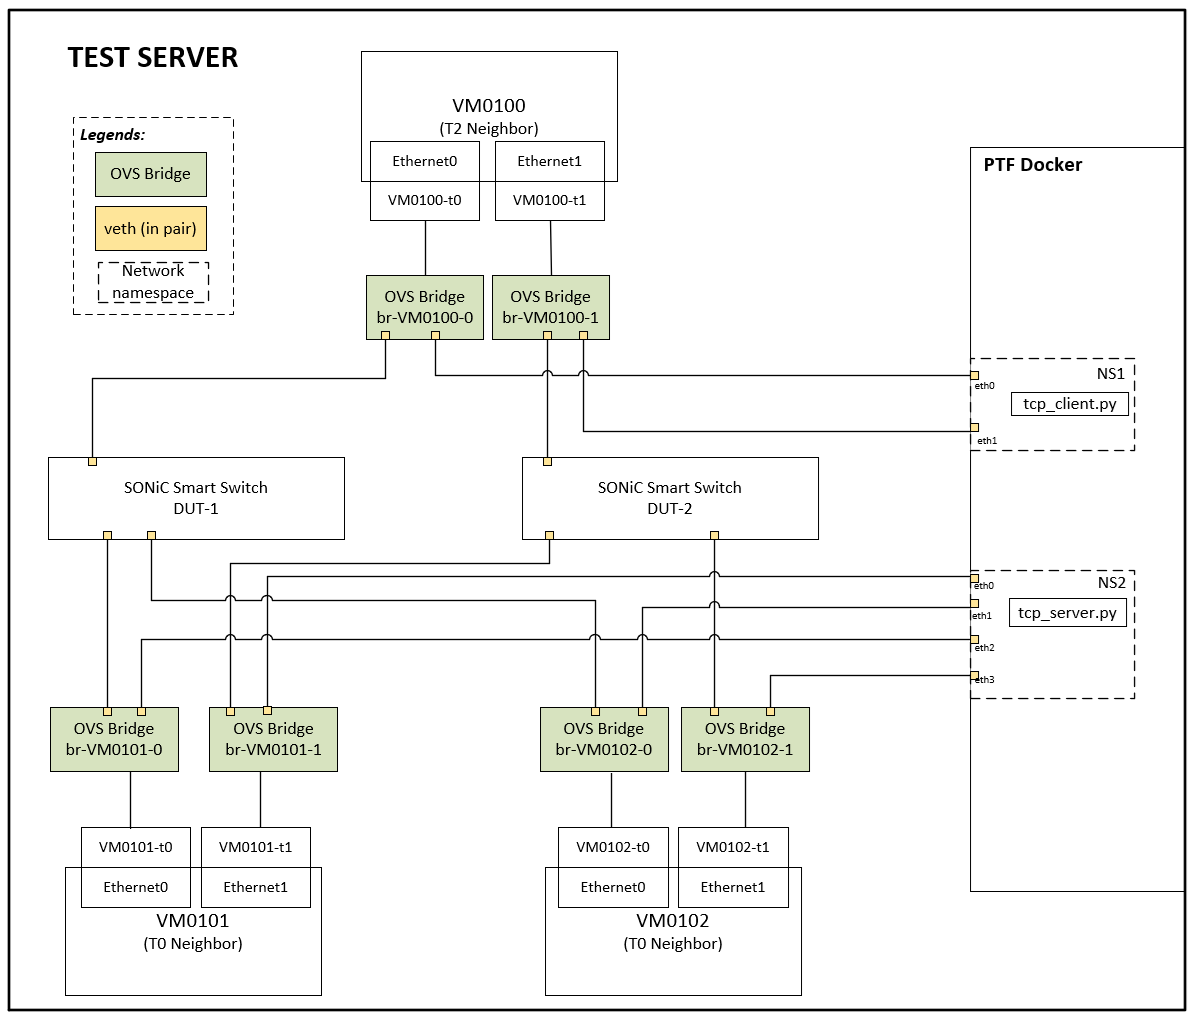 TEST SERVER
Legends:
OVS Bridge
veth (in pair)
Network
namespace
VM0100
(T2 Neighbor)
Ethernet0
Ethernet1
VM0100-t0
VM0100-t1
OVS Bridge
br-VM0100-0
OVS Bridge
br-VM0100-1
PTF Docker
NS1
eth0
tcp_client.py
eth1
SONiC Smart Switch
DUT-1
SONiC Smart Switch
DUT-2
NS2
eth0
tcp_server.py
eth1
eth2
eth3
OVS Bridge
br-VM0101-0
OVS Bridge
br-VM0101-1
OVS Bridge
br-VM0102-0
OVS Bridge
br-VM0102-1
VM0101-t0
VM0101-t1
Ethernet0
Ethernet1
VM0101
(T0 Neighbor)
VM0102-t0
VM0102-t1
Ethernet0
Ethernet1
VM0102
(T0 Neighbor)